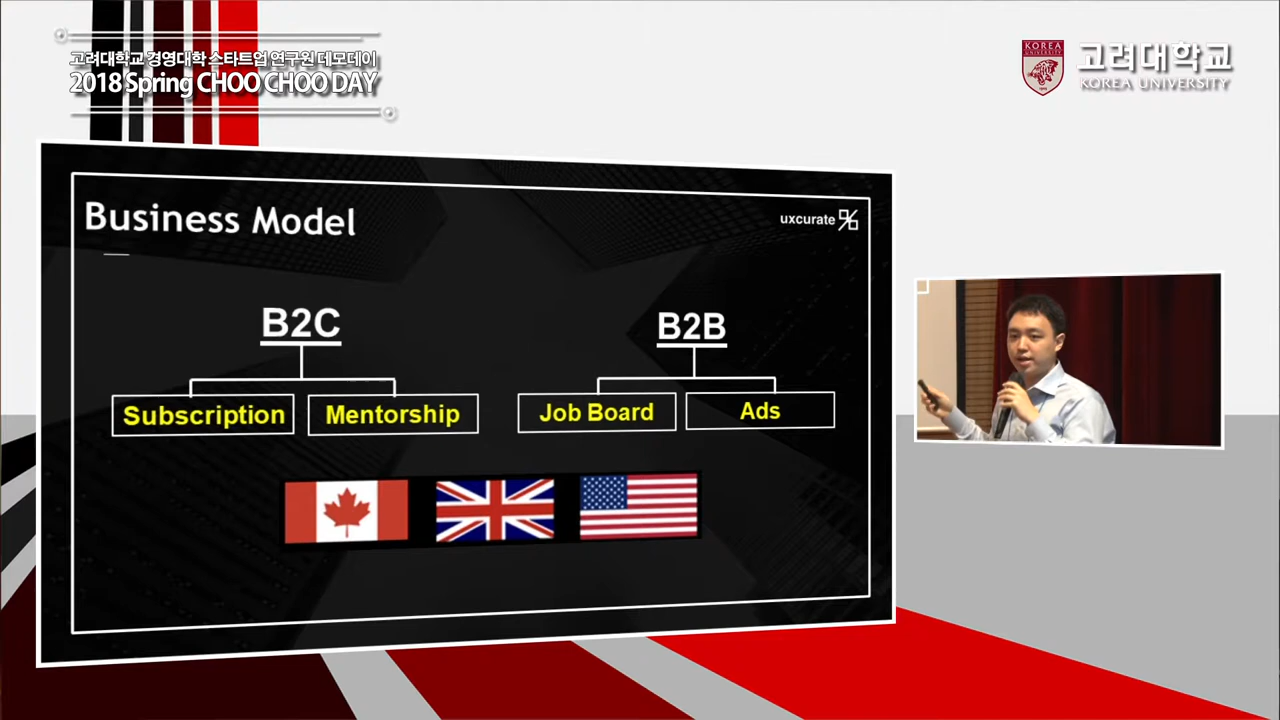 고려대학교 경영대학 스타트업 연구원 데모데이
2018 Spring CHOO CHOO DAY
KOREA
UNIVERSITY
고려대학교
KOREA UNIVERSITY
Business Model
uxcurate
B2C
B2B
Subscription
Mentorship
Job Board
Ads